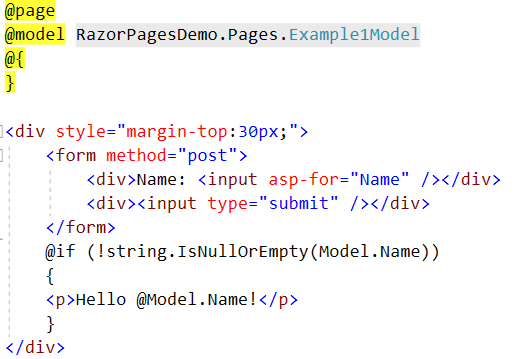 @page
@model RazorPagesDemo.Pages.Example1Model
@{
}
<div style="margin-top:30px;">
<form method="post">
<div>Name: <input asp-for="Name" /></div>
<div><input type="submit" /></div>
</form>
@if (!string.IsNullOrEmpty(Model.Name))
{
<p>Hello @Model.Name!</p>
}
</div>